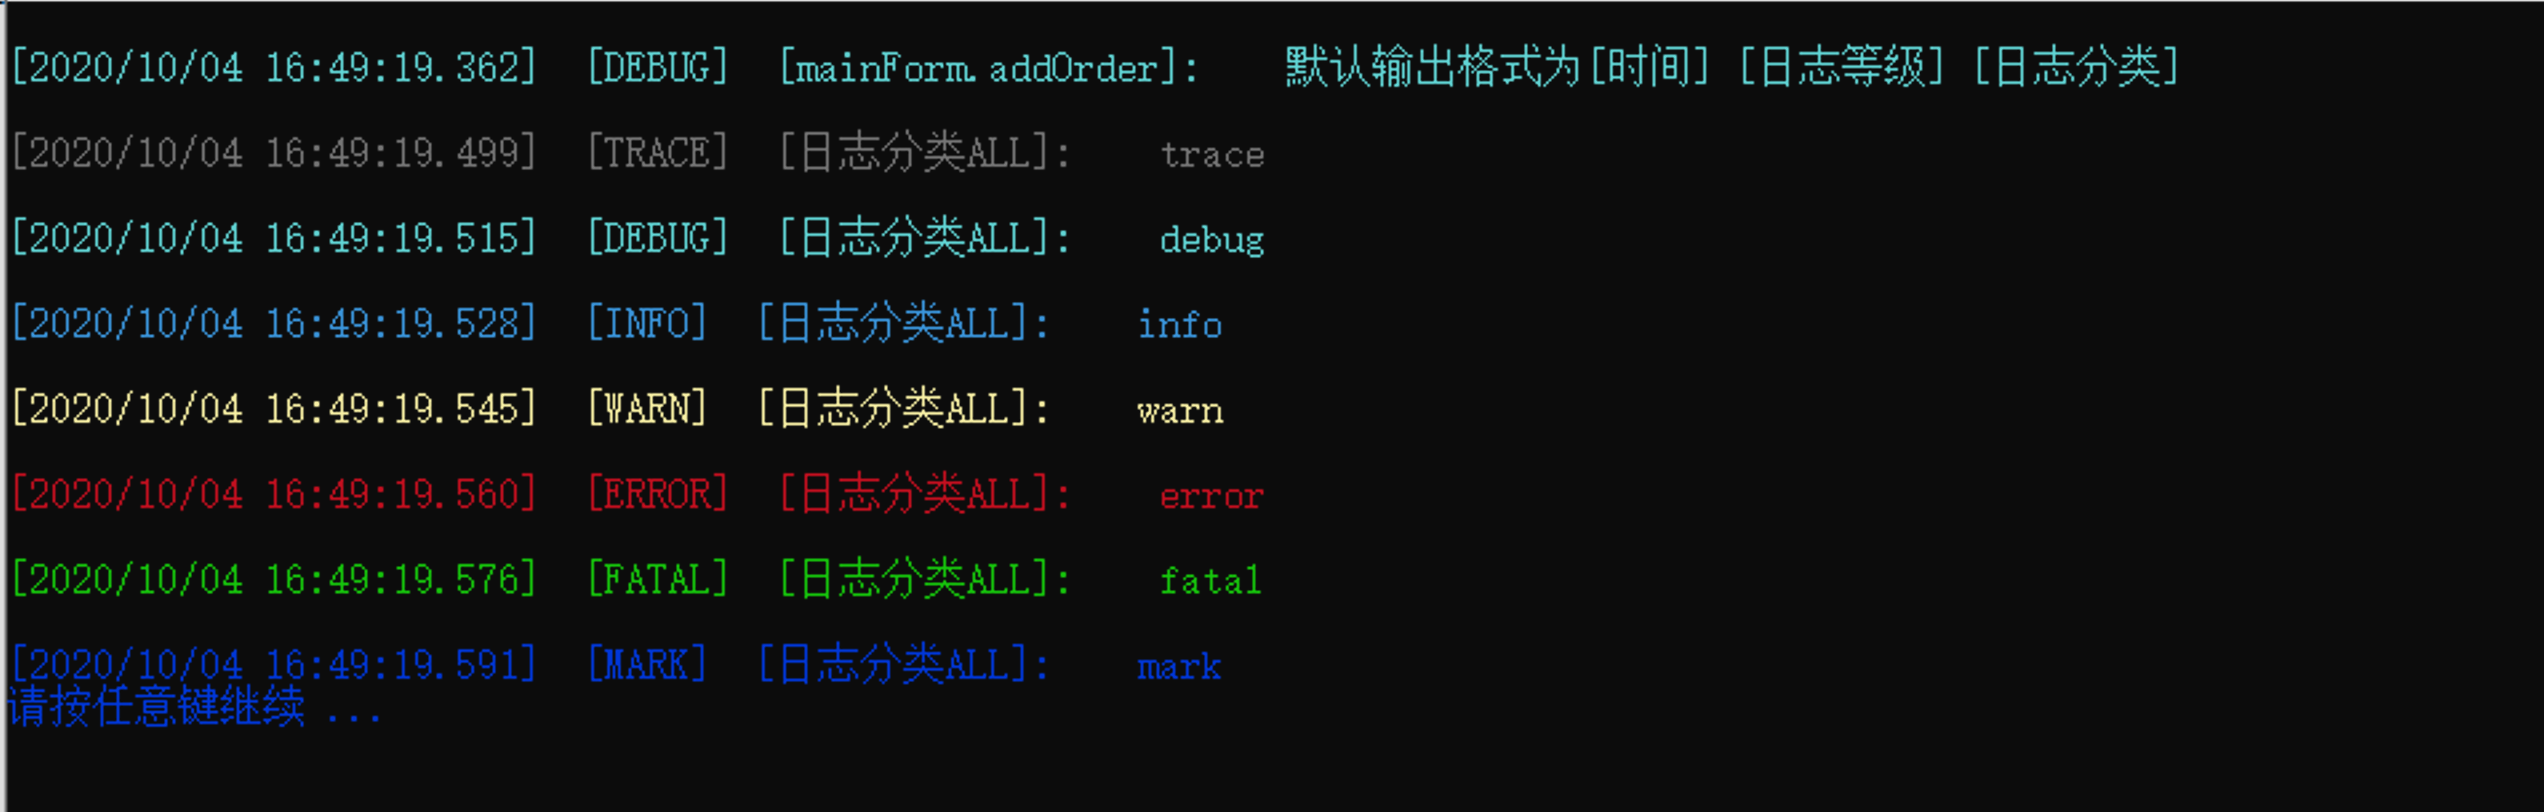 [2020/10/04 16:49:19.362]  [DEBUG]  [mainForm.addOrder]:    默认输出格式为[时间] [日志等级] [日志分类]
[2020/10/04 16:49:19.499]  [TRACE]  [日志分类ALL]:    trace
[2020/10/04 16:49:19.515]  [DEBUG]  [日志分类ALL]:    debug
[2020/10/04 16:49:19.528]  [INFO]  [日志分类ALL]:    info
[2020/10/04 16:49:19.545]  [WARN]  [日志分类ALL]:    warn
[2020/10/04 16:49:19.560]  [ERROR]  [日志分类ALL]:    error
[2020/10/04 16:49:19.576]  [FATAL]  [日志分类ALL]:    fatal
[2020/10/04 16:49:19.591]  [MARK]  [日志分类ALL]:    mark
请按任意键继续 ...